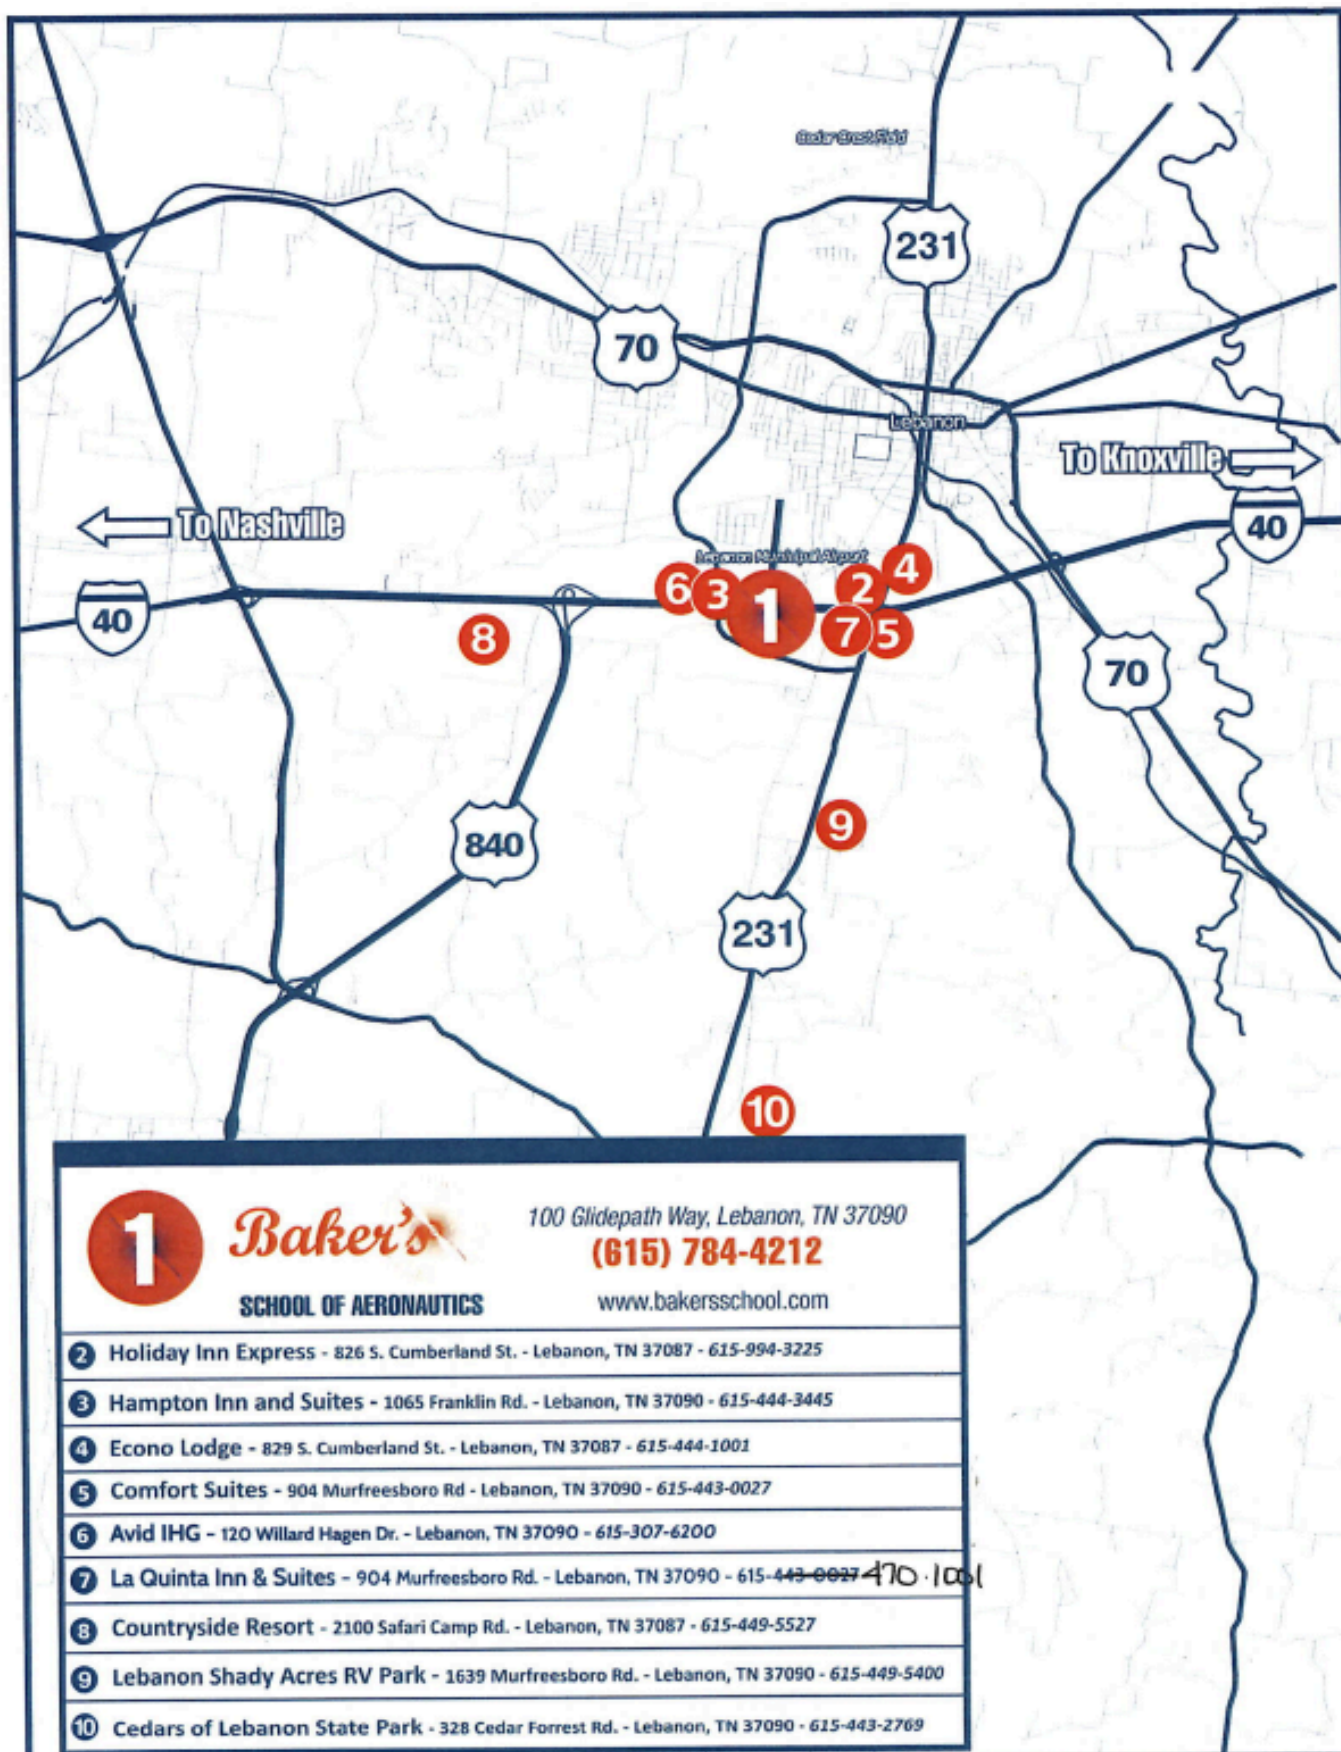 Cedar Crest Field
231
70
Lebanon
To Knoxville
40
To Nashville
Lebanon Municipal Airport
6 3 1 2 4
40
8 7 5
70
9
840
231
10
1 Baker's 100 Glidepath Way, Lebanon, TN 37090
(615) 784-4212
SCHOOL OF AERONAUTICS www.bakersschool.com
2 Holiday Inn Express - 826 S. Cumberland St. - Lebanon, TN 37087 - 615-994-3225
3 Hampton Inn and Suites - 1065 Franklin Rd. - Lebanon, TN 37090 - 615-444-3445
4 Econo Lodge - 829 S. Cumberland St. - Lebanon, TN 37087 - 615-444-1001
5 Comfort Suites - 904 Murfreesboro Rd - Lebanon, TN 37090 - 615-443-0027
6 Avid IHG - 120 Willard Hagen Dr. - Lebanon, TN 37090 - 615-307-6200
7 La Quinta Inn & Suites - 904 Murfreesboro Rd. - Lebanon, TN 37090 - 615-443-0027 470.1001
8 Countryside Resort - 2100 Safari Camp Rd. - Lebanon, TN 37087 - 615-449-5527
9 Lebanon Shady Acres RV Park - 1639 Murfreesboro Rd. - Lebanon, TN 37090 - 615-449-5400
10 Cedars of Lebanon State Park - 328 Cedar Forrest Rd. - Lebanon, TN 37090 - 615-443-2769